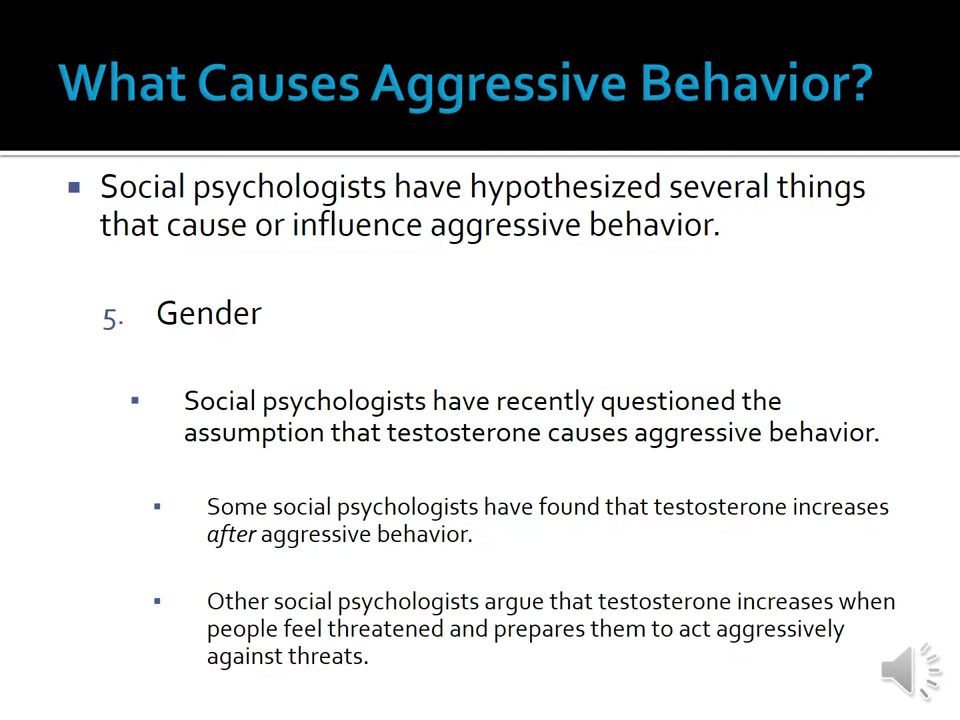 What Causes Aggressive Behavior?
Social psychologists have hypothesized several things
that cause or influence aggressive behavior.
5. Gender
Social psychologists have recently questioned the
assumption that testosterone causes aggressive behavior.
Some social psychologists have found that testosterone increases
after aggressive behavior.
Other social psychologists argue that testosterone increases when
people feel threatened and prepares them to act aggressively
against threats.